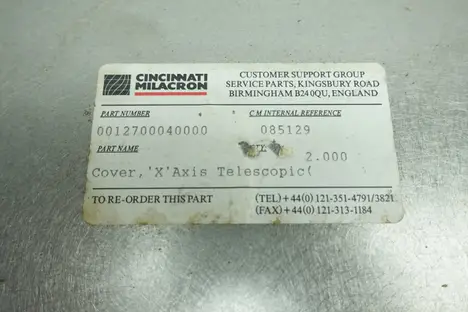 CINCINNATI
MILACRON
CUSTOMER SUPPORT GROUP
SERVICE PARTS, KINGSBURY ROAD
BIRMINGHAM B24 0QU, ENGLAND
PART NUMBER
C.M INTERNAL REFERENCE
0012700040000
085129
PART NAME
2.000
Cover,'X'Axis Telescopic(
TO RE-ORDER THIS PART
(TEL)+44(0)121-351-4791/3821
(FAX)+44(0)121-313-1184